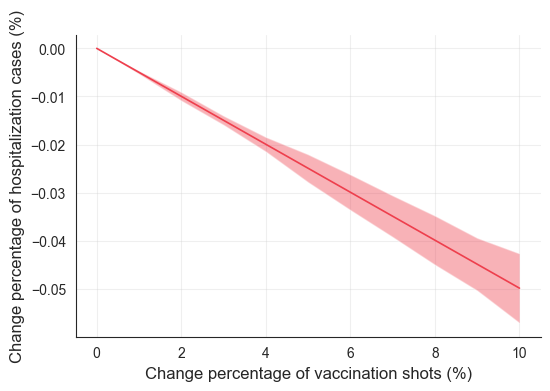 Change percentage of hospitalization cases (%)
0.00
−0.01
−0.02
−0.03
−0.04
−0.05
0 2 4 6 8 10
Change percentage of vaccination shots (%)